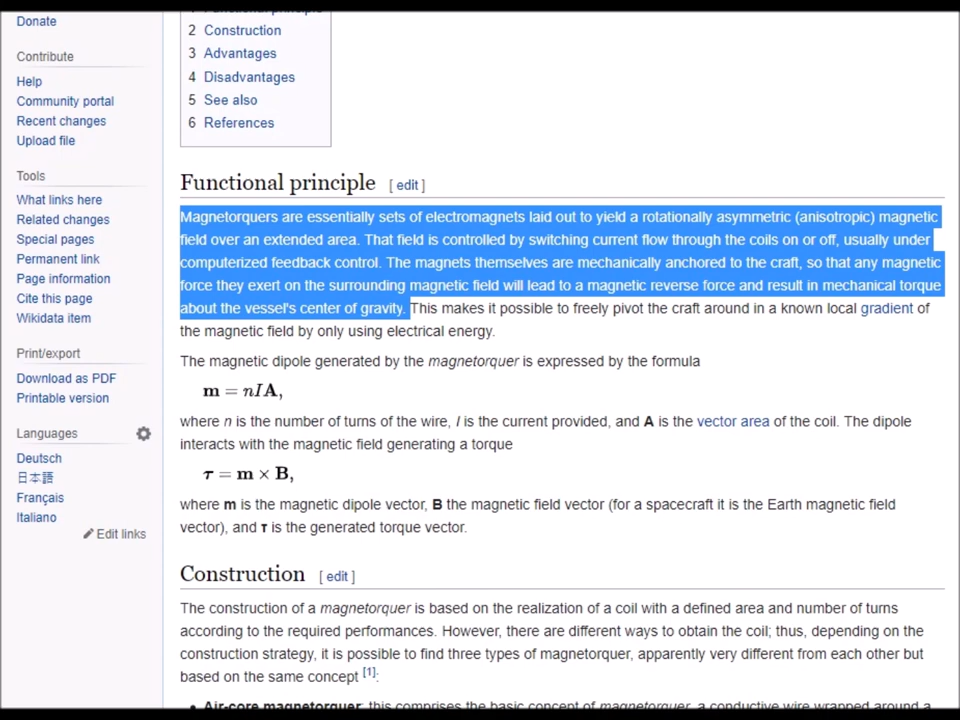 Donate
Contribute
Help
Community portal
Recent changes
Upload file
Tools
What links here
Related changes
Special pages
Permanent link
Page information
Cite this page
Wikidata item
Print/export
Download as PDF
Printable version
Languages
Deutsch
日本語
Français
Italiano
Edit links
2 Construction
3 Advantages
4 Disadvantages
5 See also
6 References
Functional principle [ edit ]
Magnetorquers are essentially sets of electromagnets laid out to yield a rotationally asymmetric (anisotropic) magnetic
field over an extended area. That field is controlled by switching current flow through the coils on or off, usually under
computerized feedback control. The magnets themselves are mechanically anchored to the craft, so that any magnetic
force they exert on the surrounding magnetic field will lead to a magnetic reverse force and result in mechanical torque
about the vessel's center of gravity. This makes it possible to freely pivot the craft around in a known local gradient of
the magnetic field by only using electrical energy.
The magnetic dipole generated by the magnetorquer is expressed by the formula
m = nIA,
where n is the number of turns of the wire, I is the current provided, and A is the vector area of the coil. The dipole
interacts with the magnetic field generating a torque
τ = m × B,
where m is the magnetic dipole vector, B the magnetic field vector (for a spacecraft it is the Earth magnetic field
vector), and τ is the generated torque vector.
Construction [ edit ]
The construction of a magnetorquer is based on the realization of a coil with a defined area and number of turns
according to the required performances. However, there are different ways to obtain the coil; thus, depending on the
construction strategy, it is possible to find three types of magnetorquer, apparently very different from each other but
based on the same concept [1]:
• Air-core magnetorquer: this comprises the basic concept of magnetorquer, a conductive wire wrapped around a